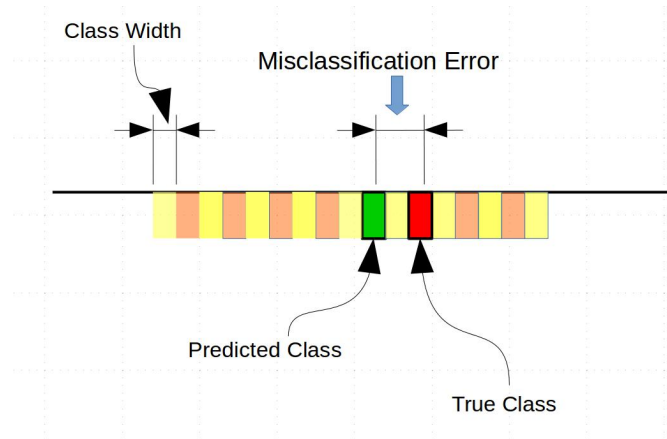 Class Width
Misclassification Error
Predicted Class
True Class